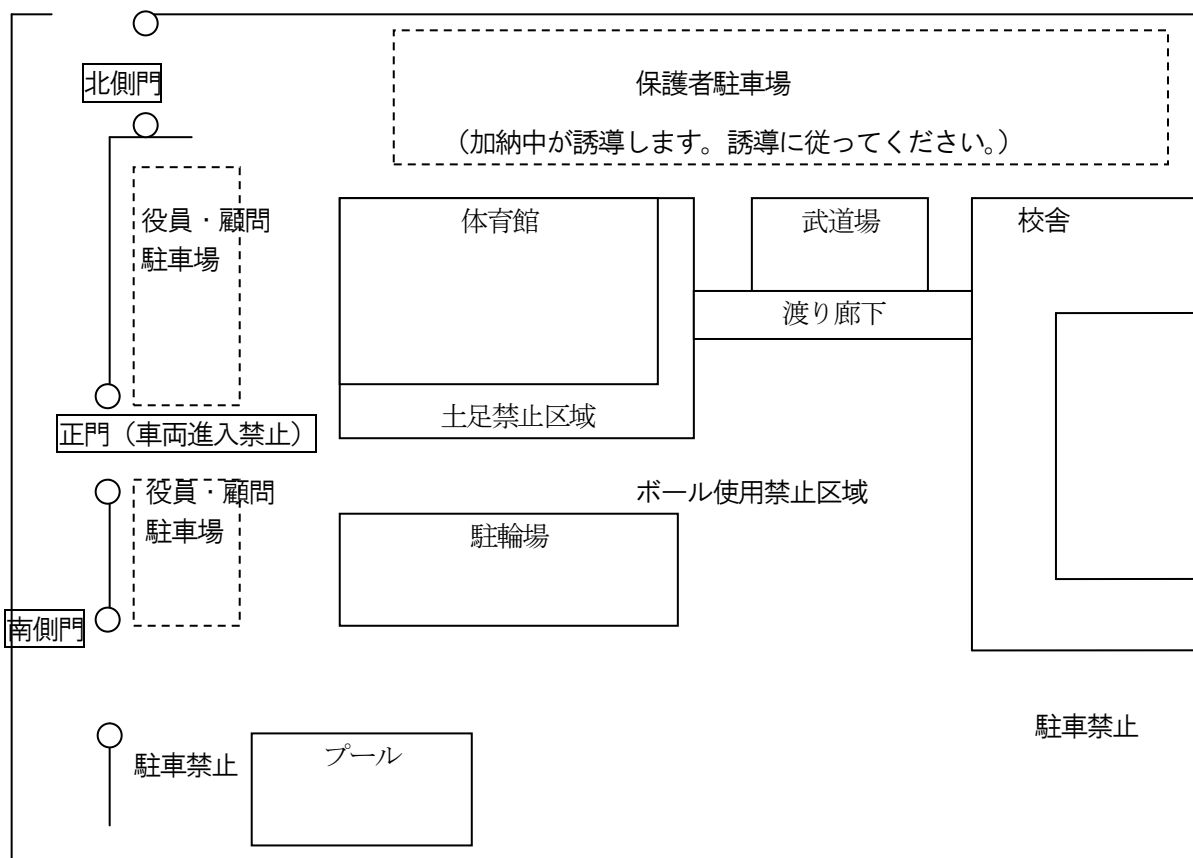 北側門
保護者駐車場
(加納中が誘導します。誘導に従ってください。)
役員・顧問
駐車場
体育館
武道場
校舎
渡り廊下
土足禁止区域
正門(車両進入禁止)
役員・顧問
駐車場
ボール使用禁止区域
駐輪場
南側門
駐車禁止
プール
駐車禁止